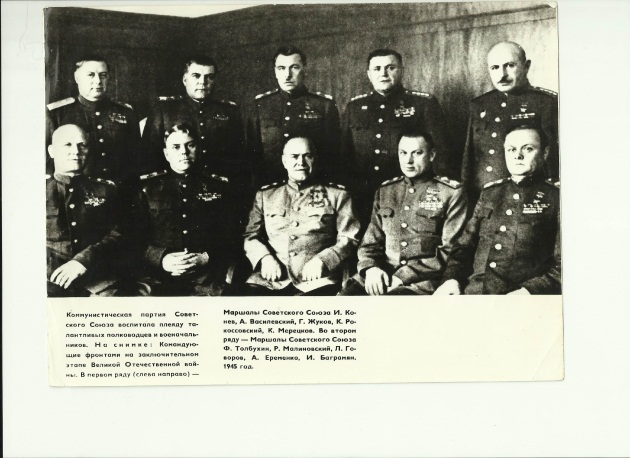 Коммунистическая партия Совет-
ского Союза воспитала плеяду та-
лантливых полководцев и военачаль-
ников. На снимке: Командую-
щие фронтами на заключительном
этапе Великой Отечественной вой-
ны. В первом ряду (слева направо) —
Маршалы Советского Союза И. Ко-
нев, А. Василевский, Г. Жуков, К. Ро-
коссовский, К. Мерецков. Во втором
ряду — Маршалы Советского Союза
Ф. Толбухин, Р. Малиновский, Л. Го-
воров, А. Еременко, И. Баграмян.
1945 год.